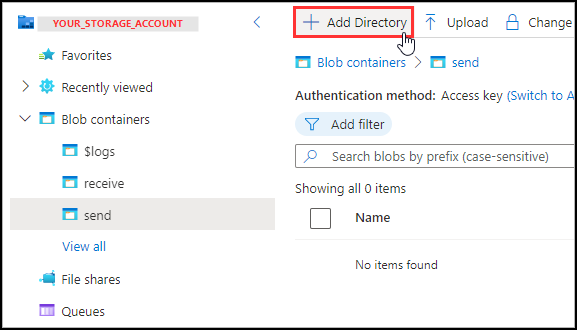 YOUR_STORAGE_ACCOUNT
Favorites
Recently viewed
Blob containers
$logs
receive
send
View all
File shares
Queues
Add Directory Upload Change
Blob containers > send
Authentication method: Access key (Switch to A
Add filter
Search blobs by prefix (case-sensitive)
Showing all 0 items
Name
No items found